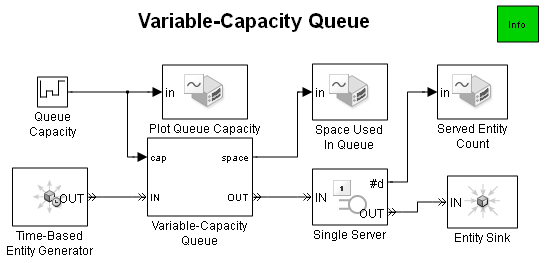 Variable-Capacity Queue
Info
Queue
Capacity
in
Plot Queue Capacity
in
Space Used
In Queue
in
Served Entity
Count
OUT
Time-Based
Entity Generator
cap
space
IN
OUT
Variable-Capacity
Queue
IN
1
#d
OUT
Single Server
IN
Entity Sink